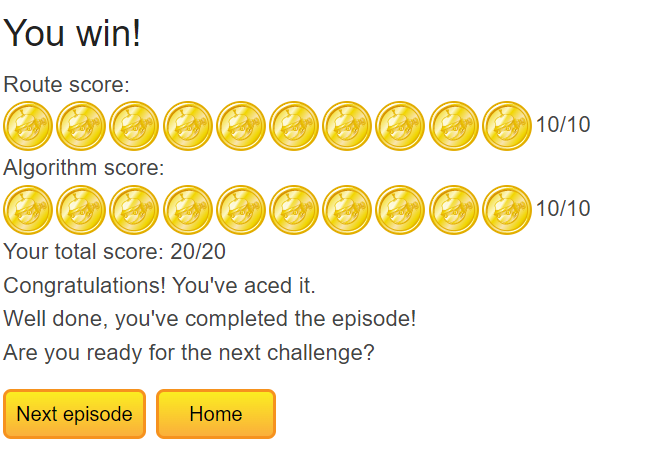 You win!
Route score:
10/10
Algorithm score:
10/10
Your total score: 20/20
Congratulations! You've aced it.
Well done, you've completed the episode!
Are you ready for the next challenge?
Next episode Home